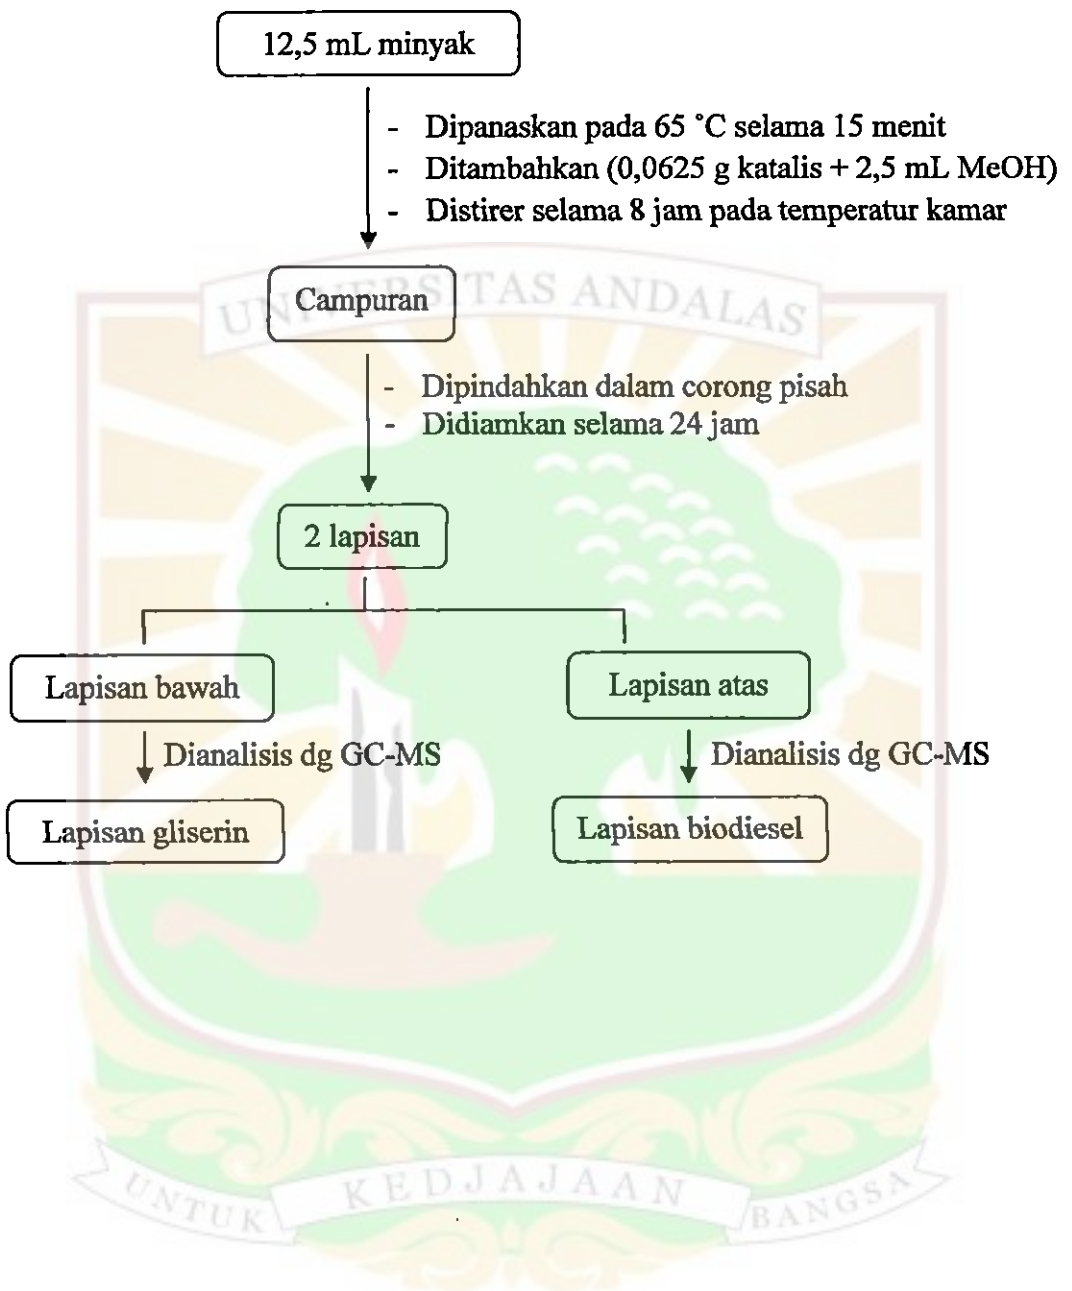 12,5 mL minyak
- Dipanaskan pada 65 ˚C selama 15 menit
- Ditambahkan (0,0625 g katalis + 2,5 mL MeOH)
- Distirer selama 8 jam pada temperatur kamar
UNIVERSITAS ANDALAS
Campuran
- Dipindahkan dalam corong pisah
- Didiamkan selama 24 jam
2 lapisan
Lapisan bawah
Lapisan atas
Dianalisis dg GC-MS
Dianalisis dg GC-MS
Lapisan gliserin
Lapisan biodiesel
UNTUK KEDJAJAAN BANGSA